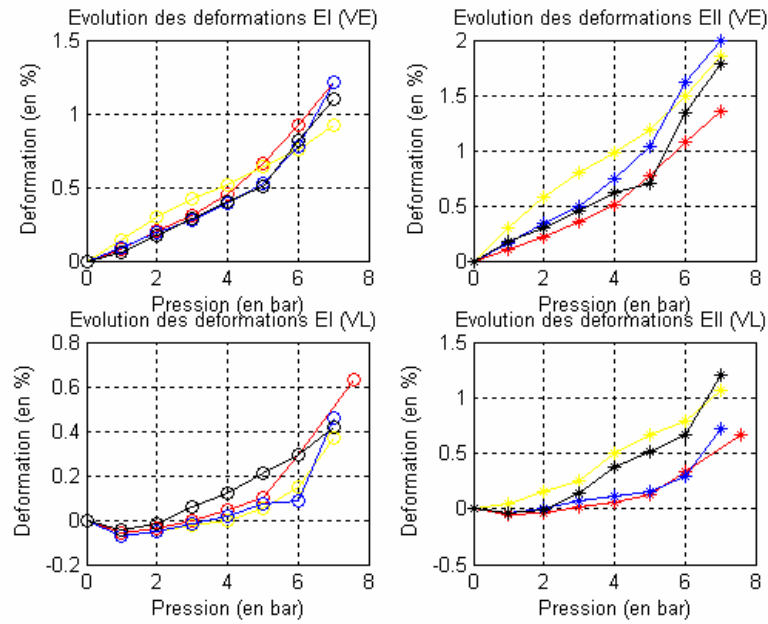 Evolution des deformations EI (VE)
1.5
1
0.5
0
Deformation (en %)
0 2 4 6 8
Pression (en bar)
Evolution des deformations EII (VE)
2
1.5
1
0.5
0
Deformation (en %)
0 2 4 6 8
Pression (en bar)
Evolution des deformations EI (VL)
0.8
0.6
0.4
0.2
0.0
-0.2
Deformation (en %)
0 2 4 6 8
Pression (en bar)
Evolution des deformations EII (VL)
1.5
1
0.5
0
-0.5
Deformation (en %)
0 2 4 6 8
Pression (en bar)